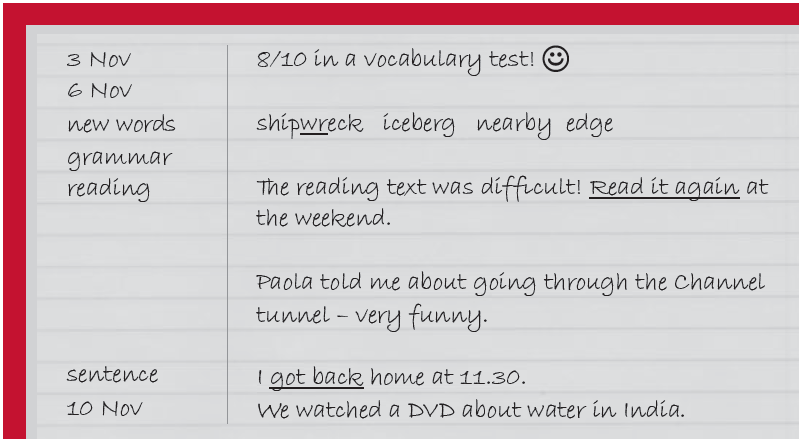 3 Nov 8/10 in a vocabulary test! ☺
6 Nov
new words shipwreck iceberg nearby edge
grammar
reading The reading text was difficult! Read it again at
the weekend.
Paola told me about going through the Channel
tunnel – very funny.
sentence I got back home at 11.30.
10 Nov We watched a DVD about water in India.